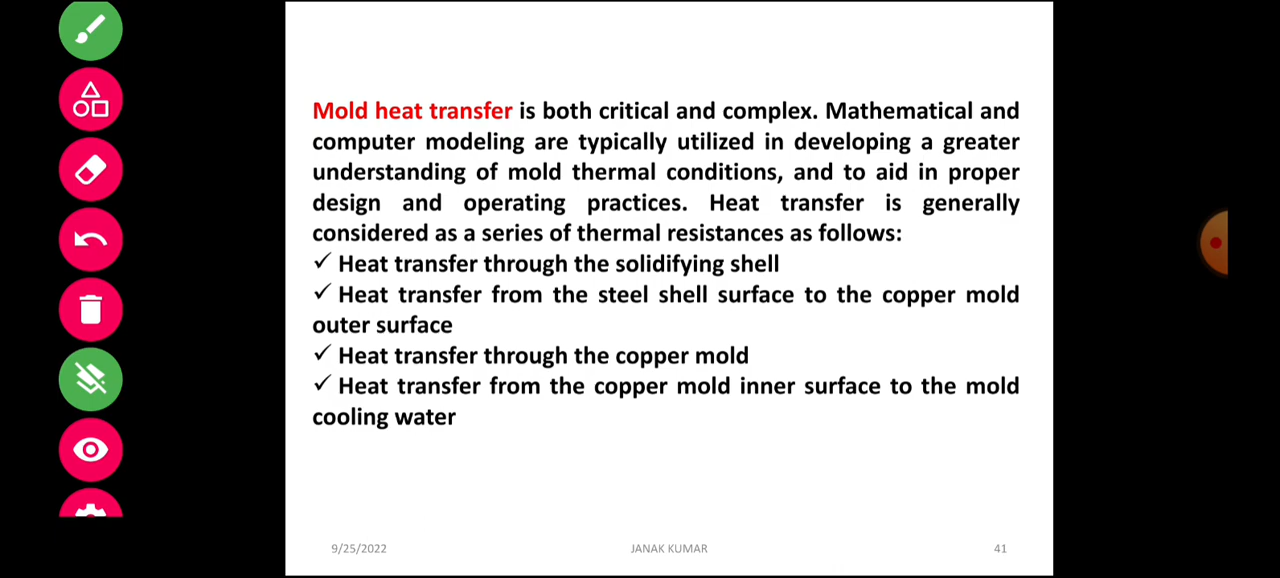 Mold heat transfer is both critical and complex. Mathematical and
computer modeling are typically utilized in developing a greater
understanding of mold thermal conditions, and to aid in proper
design and operating practices. Heat transfer is generally
considered as a series of thermal resistances as follows:
✓ Heat transfer through the solidifying shell
✓ Heat transfer from the steel shell surface to the copper mold
outer surface
✓ Heat transfer through the copper mold
✓ Heat transfer from the copper mold inner surface to the mold
cooling water
9/25/2022 JANAK KUMAR 41